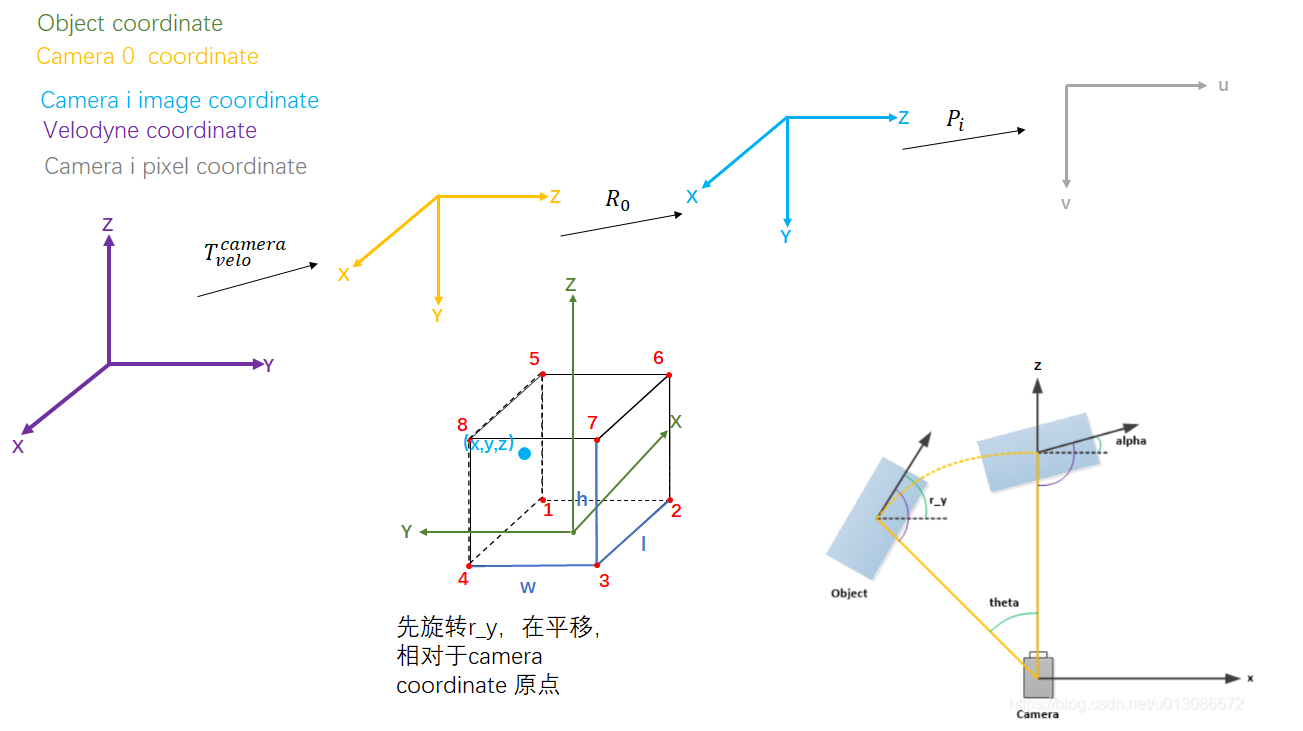 Object coordinate
Camera 0 coordinate
Camera i image coordinate
Velodyne coordinate
Camera i pixel coordinate
Z
Y
X
T_{velo}^{camera}
Z
X
Y
R_0
Z
X
Y
P_i
u
v
Z
5
6
8
7
(x,y,z)
X
h
1
2
Y
l
4
3
w
先旋转r_y, 在平移,
相对于camera
coordinate 原点
z
alpha
r_y
Object
theta
x
Camera
https://blog.csdn.net/u013086672